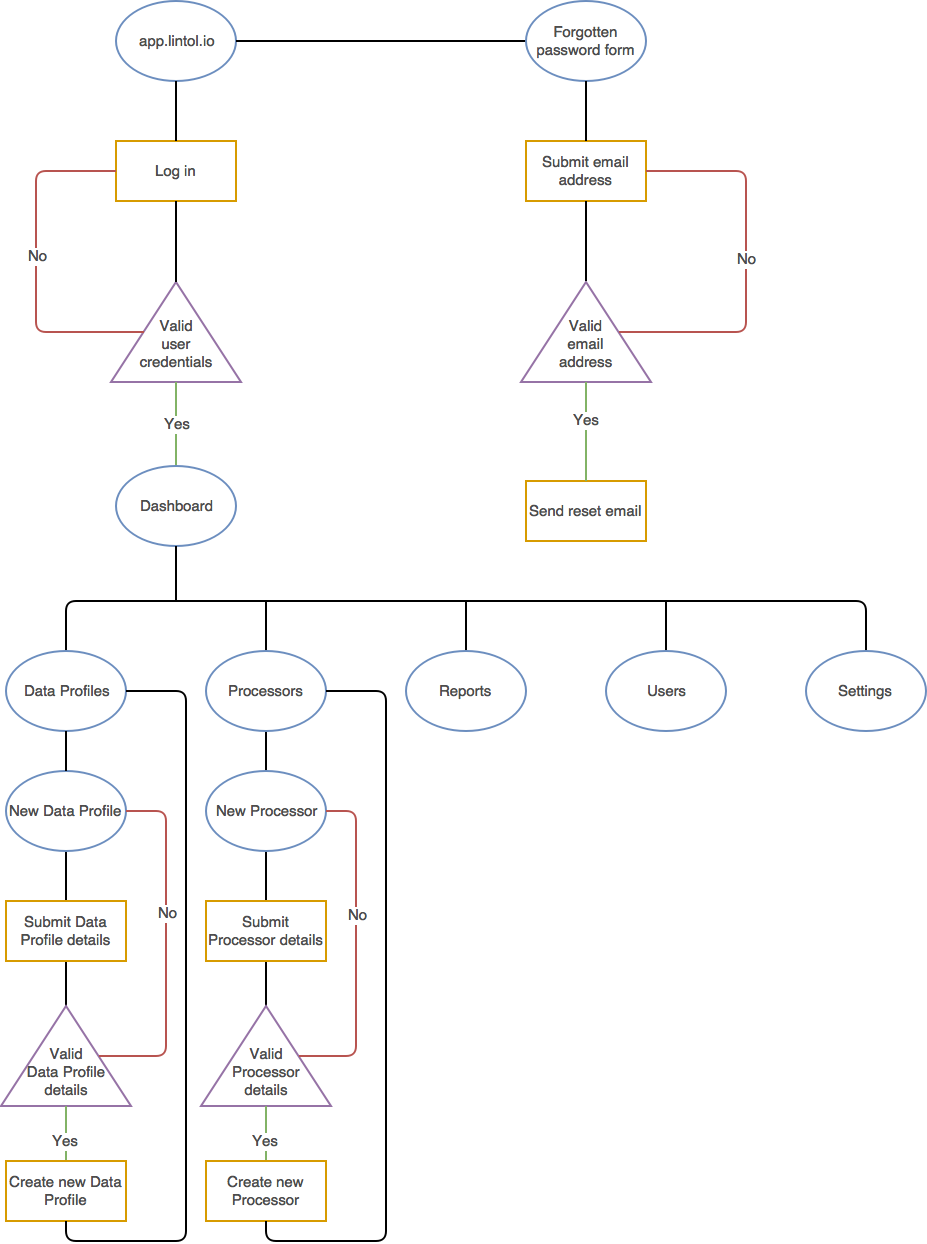 app.lintol.io
Forgotten
password form
Log in
Submit email
address
No
No
Valid
user
credentials
Valid
email
address
Yes
Yes
Dashboard
Send reset email
Data Profiles
Processors
Reports
Users
Settings
New Data Profile
New Processor
No
No
Submit Data
Profile details
Submit
Processor details
Valid
Data Profile
details
Valid
Processor
details
Yes
Yes
Create new Data
Profile
Create new
Processor